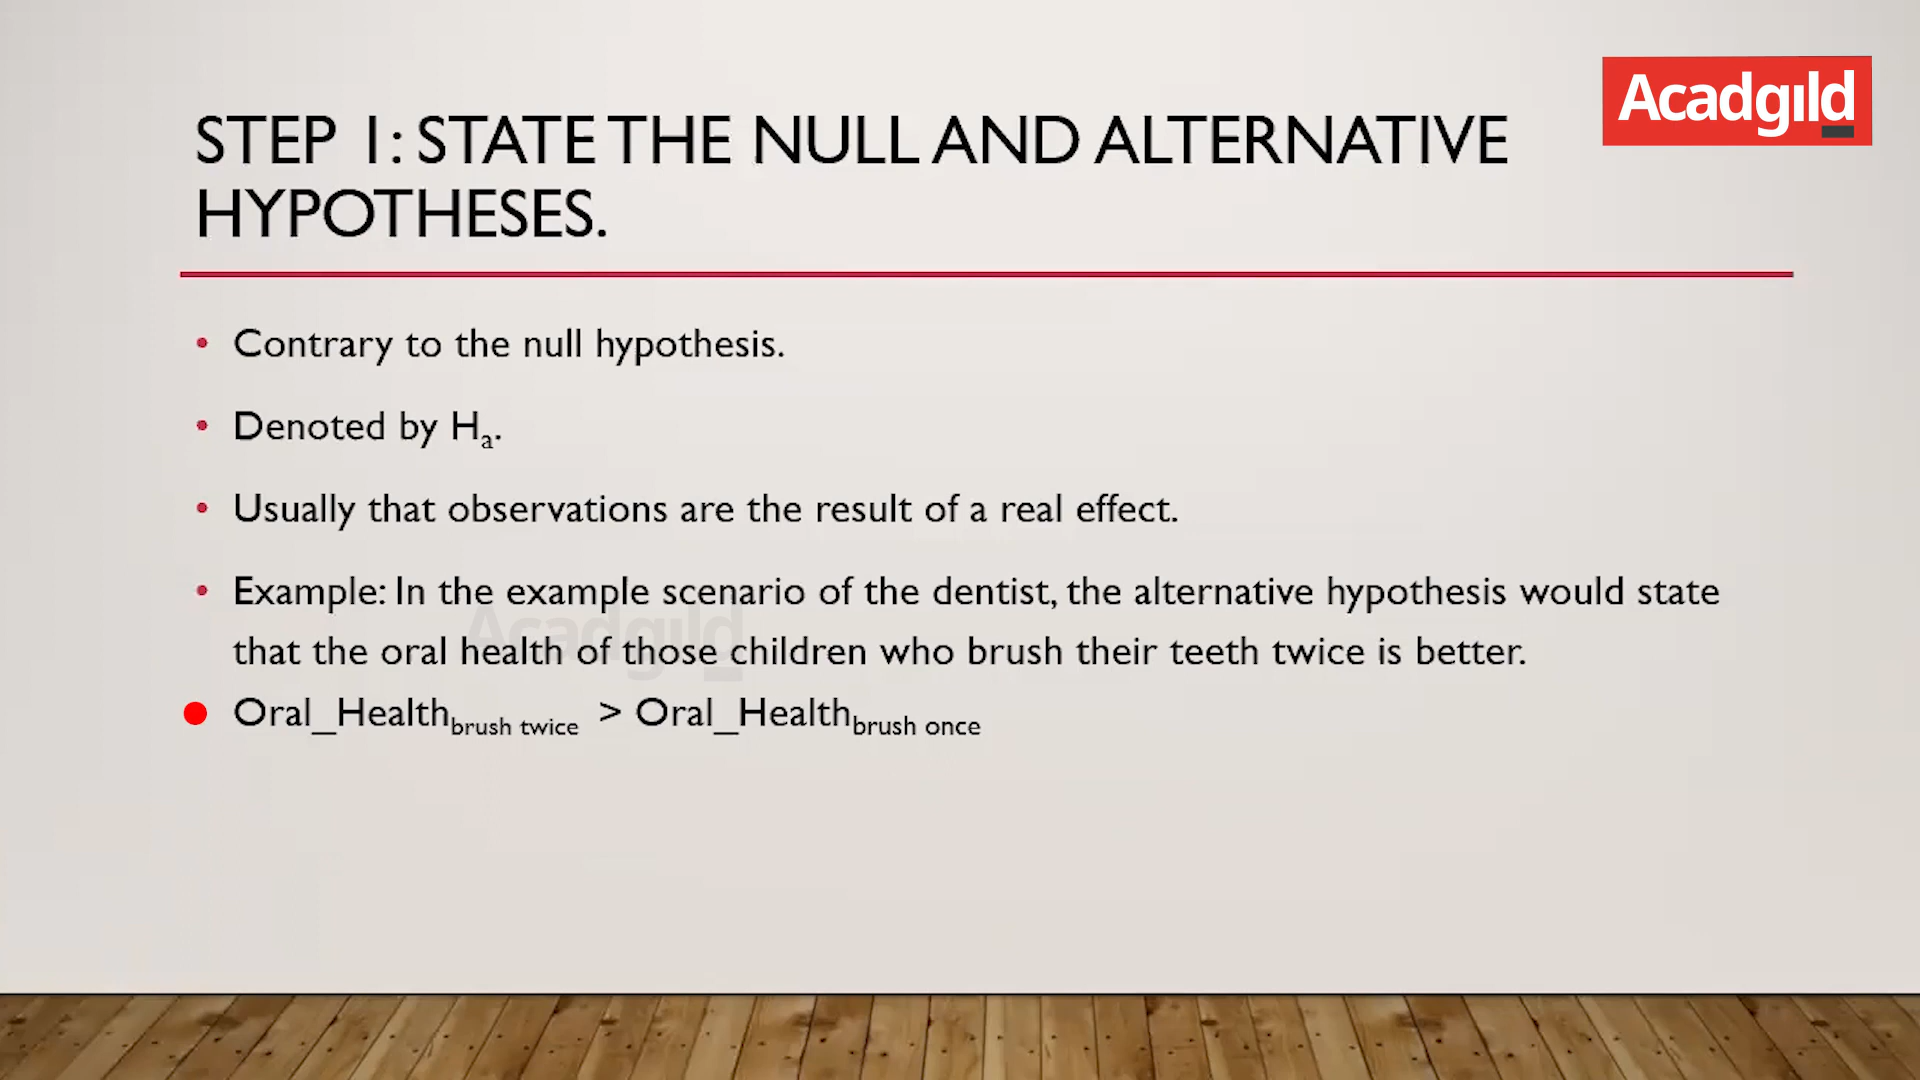 Acadgıld
STEP 1: STATE THE NULL AND ALTERNATIVE
HYPOTHESES.
• Contrary to the null hypothesis.
• Denoted by Hₐ.
• Usually that observations are the result of a real effect.
• Example: In the example scenario of the dentist, the alternative hypothesis would state
that the oral health of those children who brush their teeth twice is better.
Acadgıld
Oral_Health brush twice > Oral_Health brush once